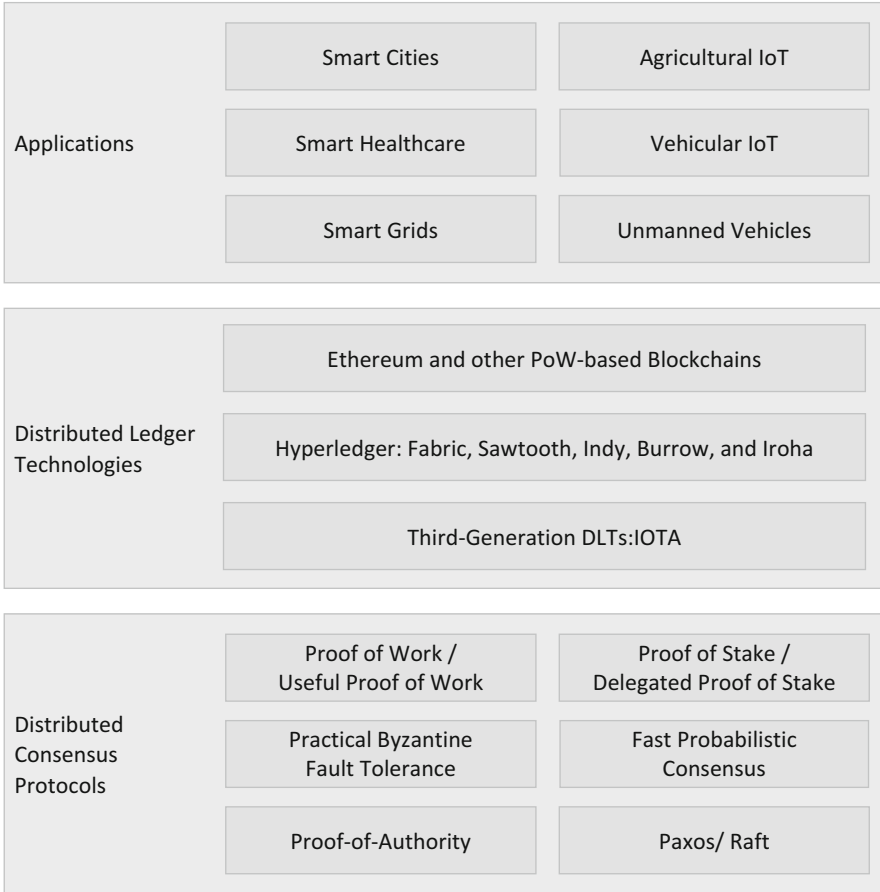 Smart Cities
Agricultural IoT
Applications
Smart Healthcare
Vehicular IoT
Smart Grids
Unmanned Vehicles
Ethereum and other PoW-based Blockchains
Distributed Ledger
Technologies
Hyperledger: Fabric, Sawtooth, Indy, Burrow, and Iroha
Third-Generation DLTs:IOTA
Proof of Work /
Useful Proof of Work
Proof of Stake /
Delegated Proof of Stake
Distributed
Consensus
Protocols
Practical Byzantine
Fault Tolerance
Fast Probabilistic
Consensus
Proof-of-Authority
Paxos/ Raft